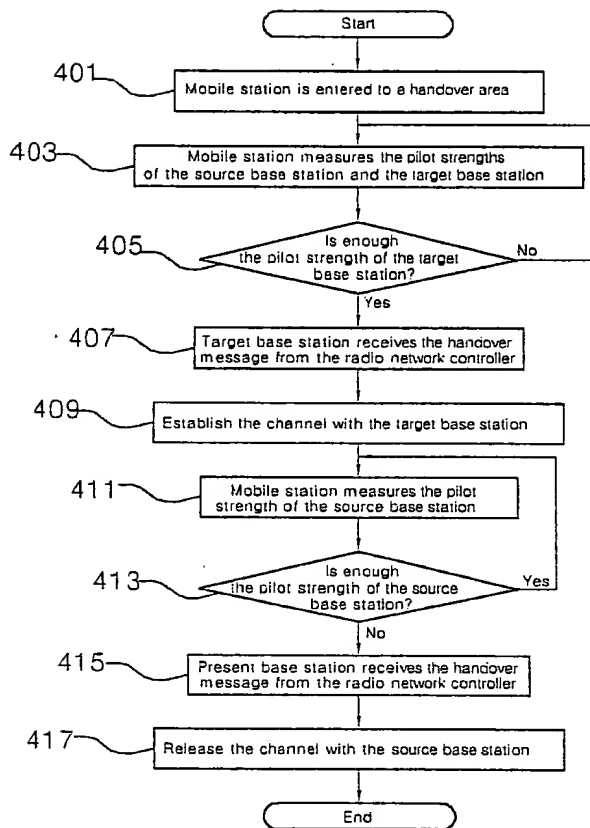 Start
401
Mobile station is entered to a handover area
403
Mobile station measures the pilot strengths
of the source base station and the target base station
405
Is enough
the pilot strength of the target
base station?
No
Yes
407
Target base station receives the handover
message from the radio network controller
409
Establish the channel with the target base station
411
Mobile station measures the pilot
strength of the source base station
413
Is enough
the pilot strength of the source
base station?
Yes
No
415
Present base station receives the handover
message from the radio network controller
417
Release the channel with the source base station
End